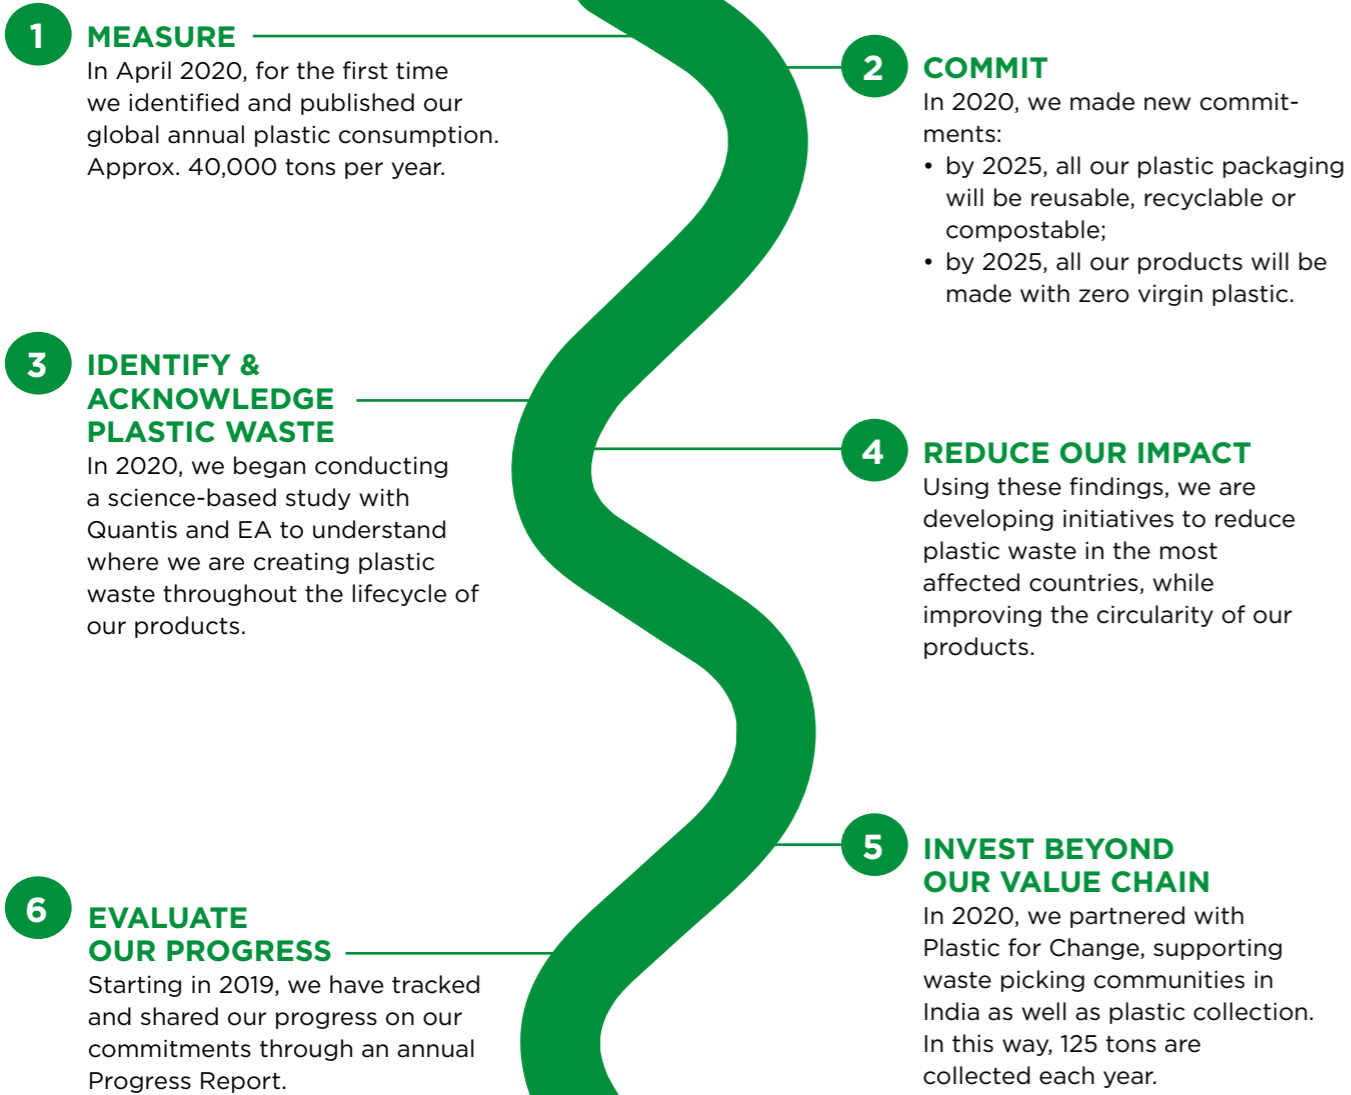 1
MEASURE
In April 2020, for the first time
we identified and published our
global annual plastic consumption.
Approx. 40,000 tons per year.
2
COMMIT
In 2020, we made new commit-
ments:
• by 2025, all our plastic packaging
will be reusable, recyclable or
compostable;
• by 2025, all our products will be
made with zero virgin plastic.
3
IDENTIFY &
ACKNOWLEDGE
PLASTIC WASTE
In 2020, we began conducting
a science-based study with
Quantis and EA to understand
where we are creating plastic
waste throughout the lifecycle of
our products.
4
REDUCE OUR IMPACT
Using these findings, we are
developing initiatives to reduce
plastic waste in the most
affected countries, while
improving the circularity of our
products.
5
INVEST BEYOND
OUR VALUE CHAIN
In 2020, we partnered with
Plastic for Change, supporting
waste picking communities in
India as well as plastic collection.
In this way, 125 tons are
collected each year.
6
EVALUATE
OUR PROGRESS
Starting in 2019, we have tracked
and shared our progress on our
commitments through an annual
Progress Report.